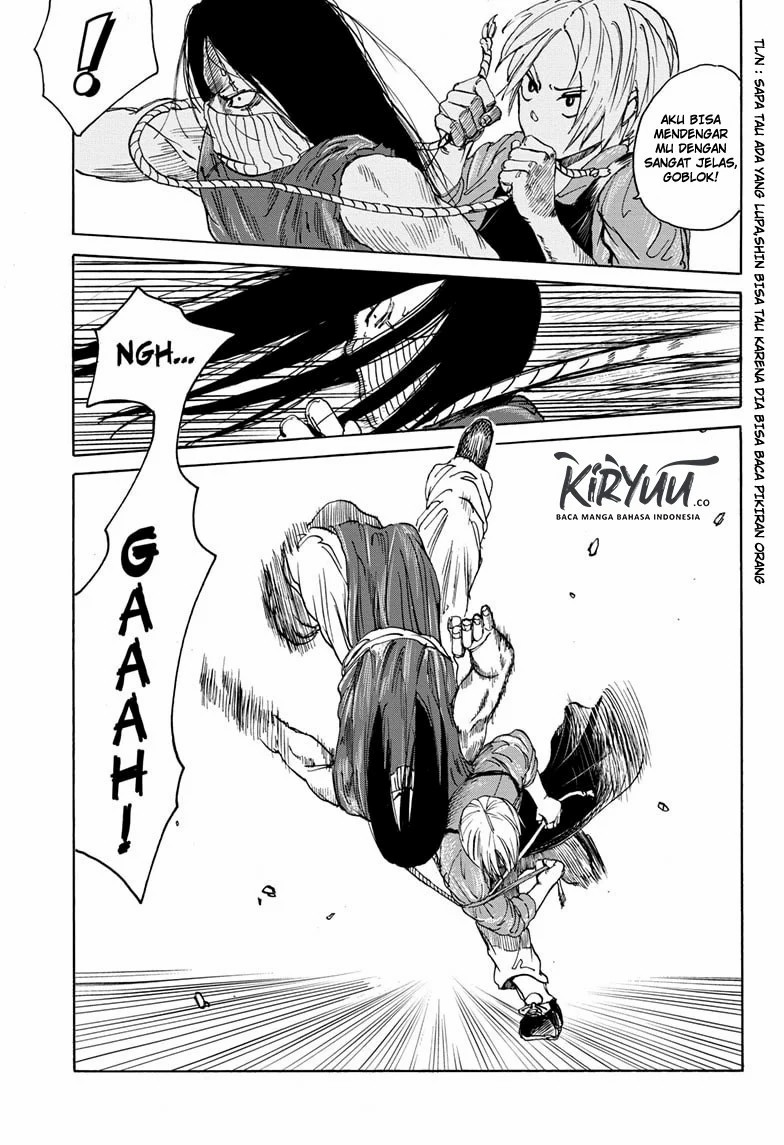 !
AKU BISA
MENDENGAR
MU DENGAN
SANGAT JELAS,
GOBLOK!
TL/N : SAPA TAU ADA YANG LUPA,SHIN BISA TAU KARENA DIA BISA BACA PIKIRAN ORANG
NGH...
GAAAH!
KIRYUU.CO
BACA MANGA BAHASA INDONESIA